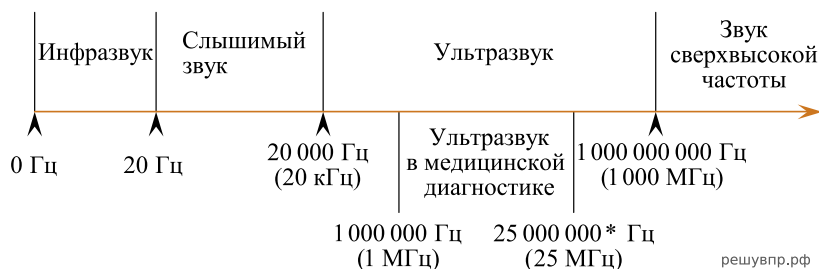 Инфразвук
Слышимый
звук
Ультразвук
Звук
сверхвысокой
частоты
0 Гц
20 Гц
20 000 Гц
(20 кГц)
Ультразвук
в медицинской
диагностике
1 000 000 000 Гц
(1 000 МГц)
1 000 000 Гц
(1 МГц)
25 000 000* Гц
(25 МГц)
решувпр.рф